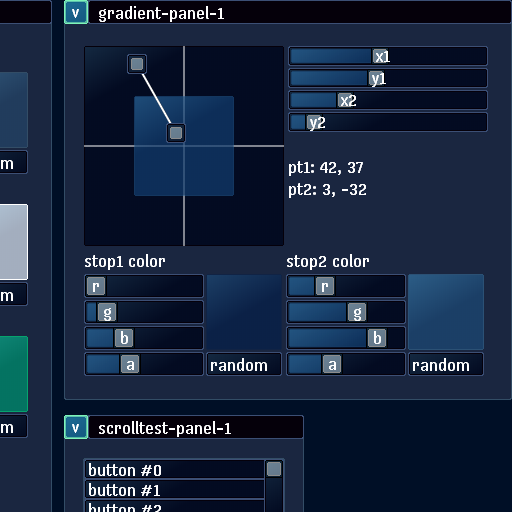 v gradient-panel-1
x1
y1
x2
y2
pt1: 42, 37
pt2: 3, -32
stop1 color stop2 color
r r
g g
b b
a random a random
m
m
m
v scrolltest-panel-1
button #0
button #1
button #2